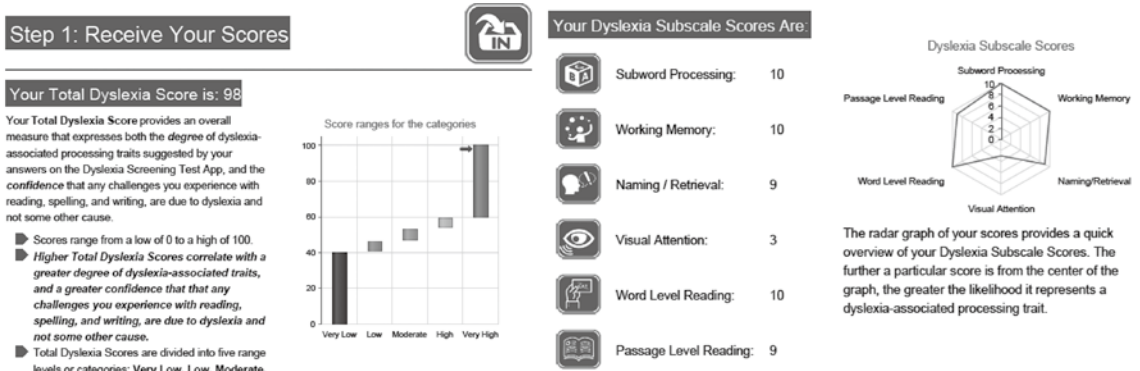 Step 1: Receive Your Scores
IN
Your Total Dyslexia Score is: 98
Your Total Dyslexia Score provides an overall
measure that expresses both the degree of dyslexia-
associated processing traits suggested by your
answers on the Dyslexia Screening Test App, and the
confidence that any challenges you experience with
reading, spelling, and writing, are due to dyslexia and
not some other cause.
Scores range from a low of 0 to a high of 100.
Higher Total Dyslexia Scores correlate with a
greater degree of dyslexia-associated traits,
and a greater confidence that that any
challenges you experience with reading,
spelling, and writing, are due to dyslexia and
not some other cause.
Total Dyslexia Scores are divided into five range
levels or categories: Very Low, Low, Moderate,
Score ranges for the categories
100
80
60
40
20
0
Very Low Low Moderate High Very High
Your Dyslexia Subscale Scores Are:
Subword Processing: 10
Working Memory: 10
Naming / Retrieval: 9
Visual Attention: 3
Word Level Reading: 10
Passage Level Reading: 9
Dyslexia Subscale Scores
Subword Processing
Passage Level Reading
Working Memory
10
8
6
4
2
0
Word Level Reading
Naming/Retrieval
Visual Attention
The radar graph of your scores provides a quick
overview of your Dyslexia Subscale Scores. The
further a particular score is from the center of the
graph, the greater the likelihood it represents a
dyslexia-associated processing trait.